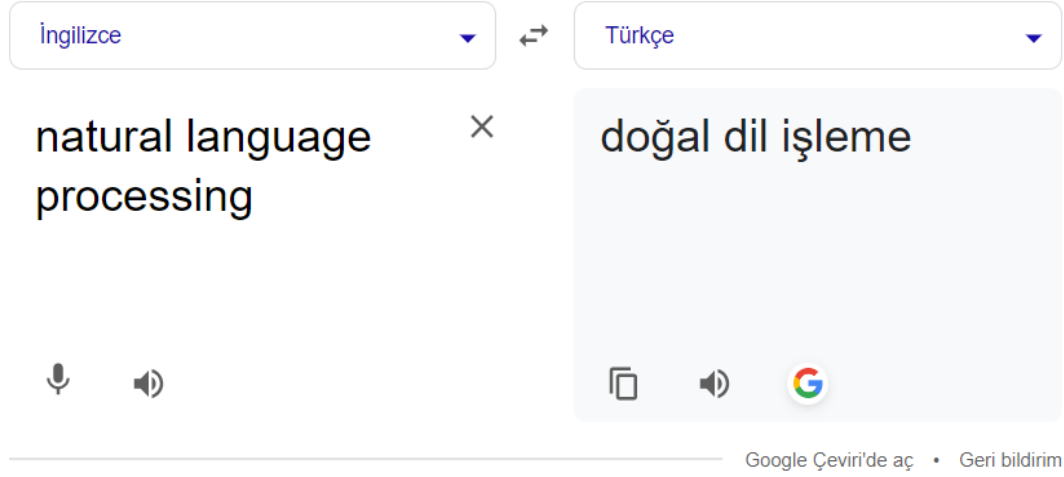 İngilizce
Türkçe
natural language
processing
doğal dil işleme
Google Çeviri'de aç • Geri bildirim